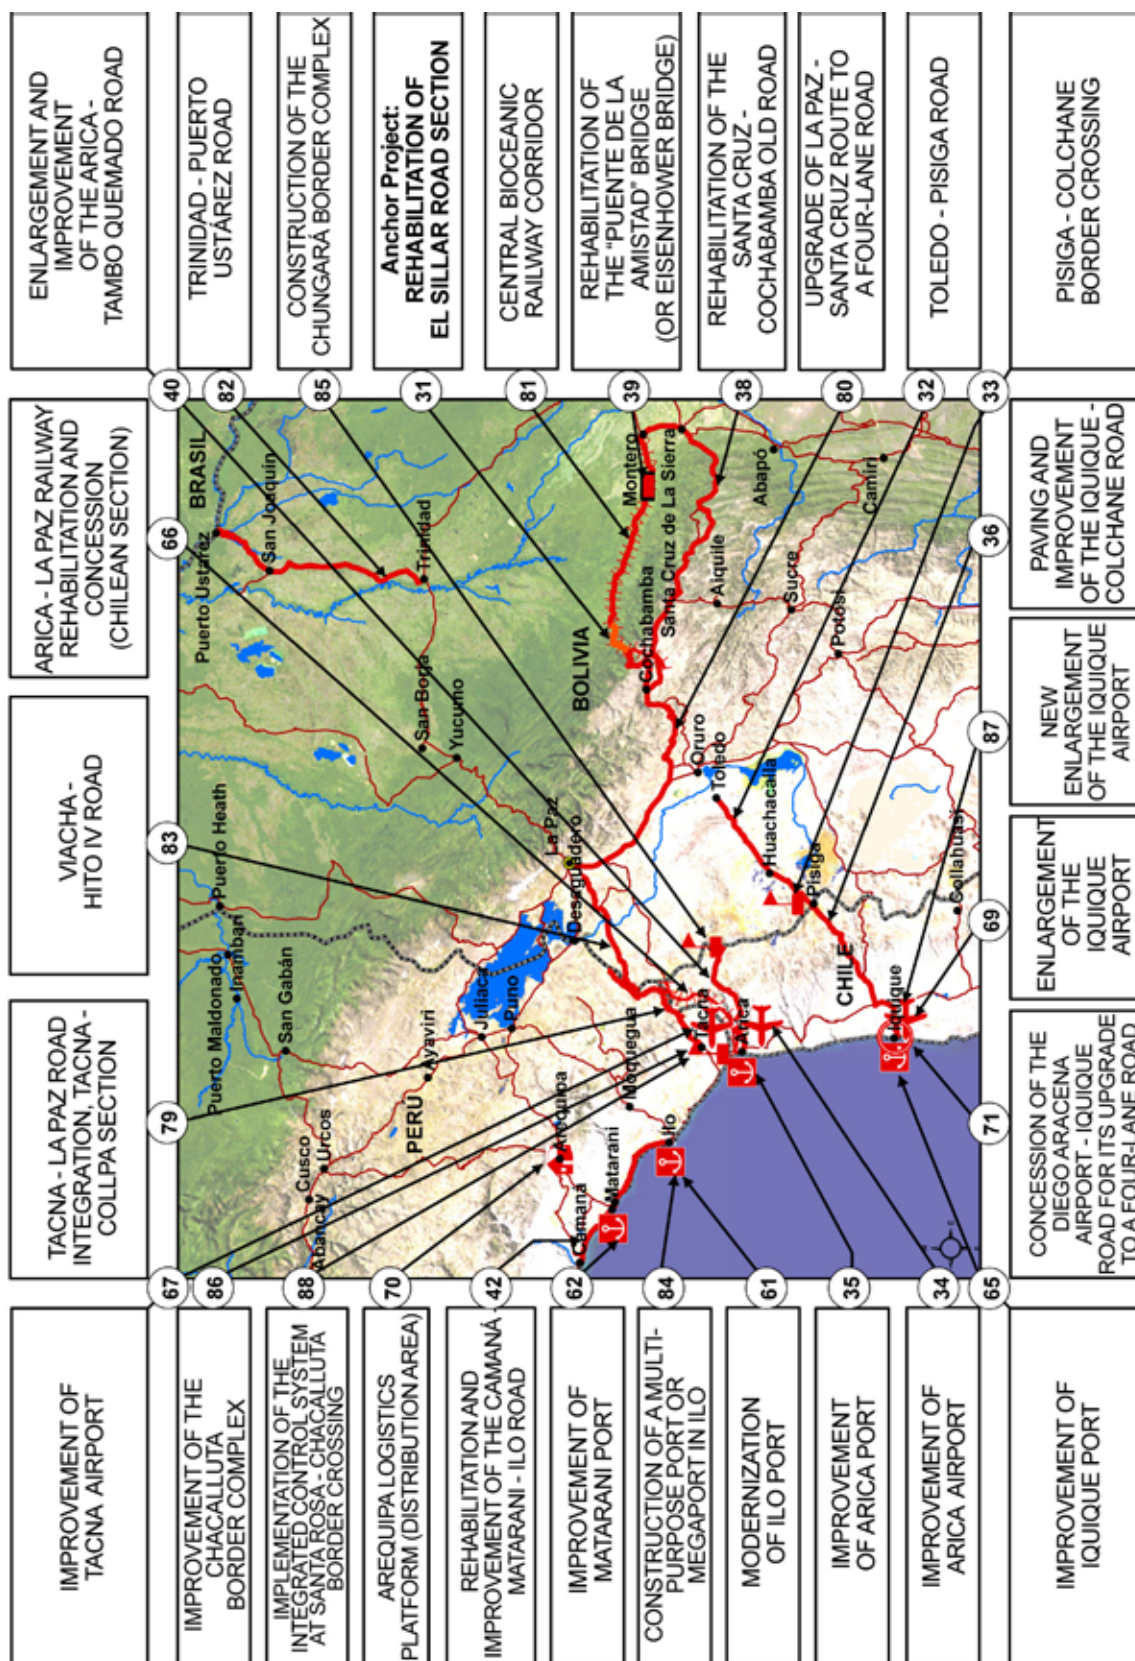 IMPROVEMENT OF
TACNA AIRPORT
TACNA - LA PAZ ROAD
INTEGRATION, TACNA -
COLLPA SECTION
VIACHA -
HITO IV ROAD
ARICA - LA PAZ RAILWAY
REHABILITATION AND
CONCESSION
(CHILEAN SECTION)
ENLARGEMENT AND
IMPROVEMENT
OF THE ARICA -
TAMBO QUEMADO ROAD
67
79
83
66
40
IMPROVEMENT OF THE
CHACALLUTA
BORDER COMPLEX
86
IMPLEMENTATION OF THE
INTEGRATED CONTROL SYSTEM
AT SANTA ROSA - CHACALLUTA
BORDER CROSSING
88
AREQUIPA LOGISTICS
PLATFORM (DISTRIBUTION AREA)
70
REHABILITATION AND
IMPROVEMENT OF THE CAMANÁ -
MATARANI - ILO ROAD
42
IMPROVEMENT OF
MATARANI PORT
62
CONSTRUCTION OF A MULTI-
PURPOSE PORT OR
MEGAPORT IN ILO
84
MODERNIZATION
OF ILO PORT
61
IMPROVEMENT
OF ARICA PORT
35
IMPROVEMENT OF
ARICA AIRPORT
34
IMPROVEMENT OF
IQUIQUE PORT
65
BRASIL
Puerto Ustárez
San Joaquín
Trinidad
Puerto Heath
Puerto Maldonado
Inambari
San Gabán
San Borja
Yucumo
Cusco
Urcos
Abancay
PERÚ
Ayaviri
Juliaca
Puno
Desaguadero
La Paz
BOLIVIA
Montero
Cochabamba
Santa Cruz de La Sierra
Arequipa
Camaná
Matarani
Moquegua
Ilo
Tacna
Arica
Oruro
Toledo
Aiquile
Abapó
Huachacalla
Sucre
Pisiga
Potosí
Camiri
CHILE
Iquique
Collahuasi
82
TRINIDAD - PUERTO
USTÁREZ ROAD
85
CONSTRUCTION OF THE
CHUNGARÁ BORDER COMPLEX
31
Anchor Project:
REHABILITATION OF
EL SILLAR ROAD SECTION
81
CENTRAL BIOCEANIC
RAILWAY CORRIDOR
39
REHABILITATION OF
THE "PUENTE DE LA
AMISTAD" BRIDGE
(OR EISENHOWER BRIDGE)
38
REHABILITATION OF THE
SANTA CRUZ -
COCHABAMBA OLD ROAD
80
UPGRADE OF LA PAZ -
SANTA CRUZ ROUTE TO
A FOUR-LANE ROAD
32
TOLEDO - PISIGA ROAD
33
PISIGA - COLCHANE
BORDER CROSSING
71
69
87
36
CONCESSION OF THE
DIEGO ARACENA
AIRPORT - IQUIQUE
ROAD FOR ITS UPGRADE
TO A FOUR-LANE ROAD
ENLARGEMENT
OF THE
IQUIQUE
AIRPORT
NEW
ENLARGEMENT
OF THE IQUIQUE
AIRPORT
PAVING AND
IMPROVEMENT
OF THE IQUIQUE -
COLCHANE ROAD